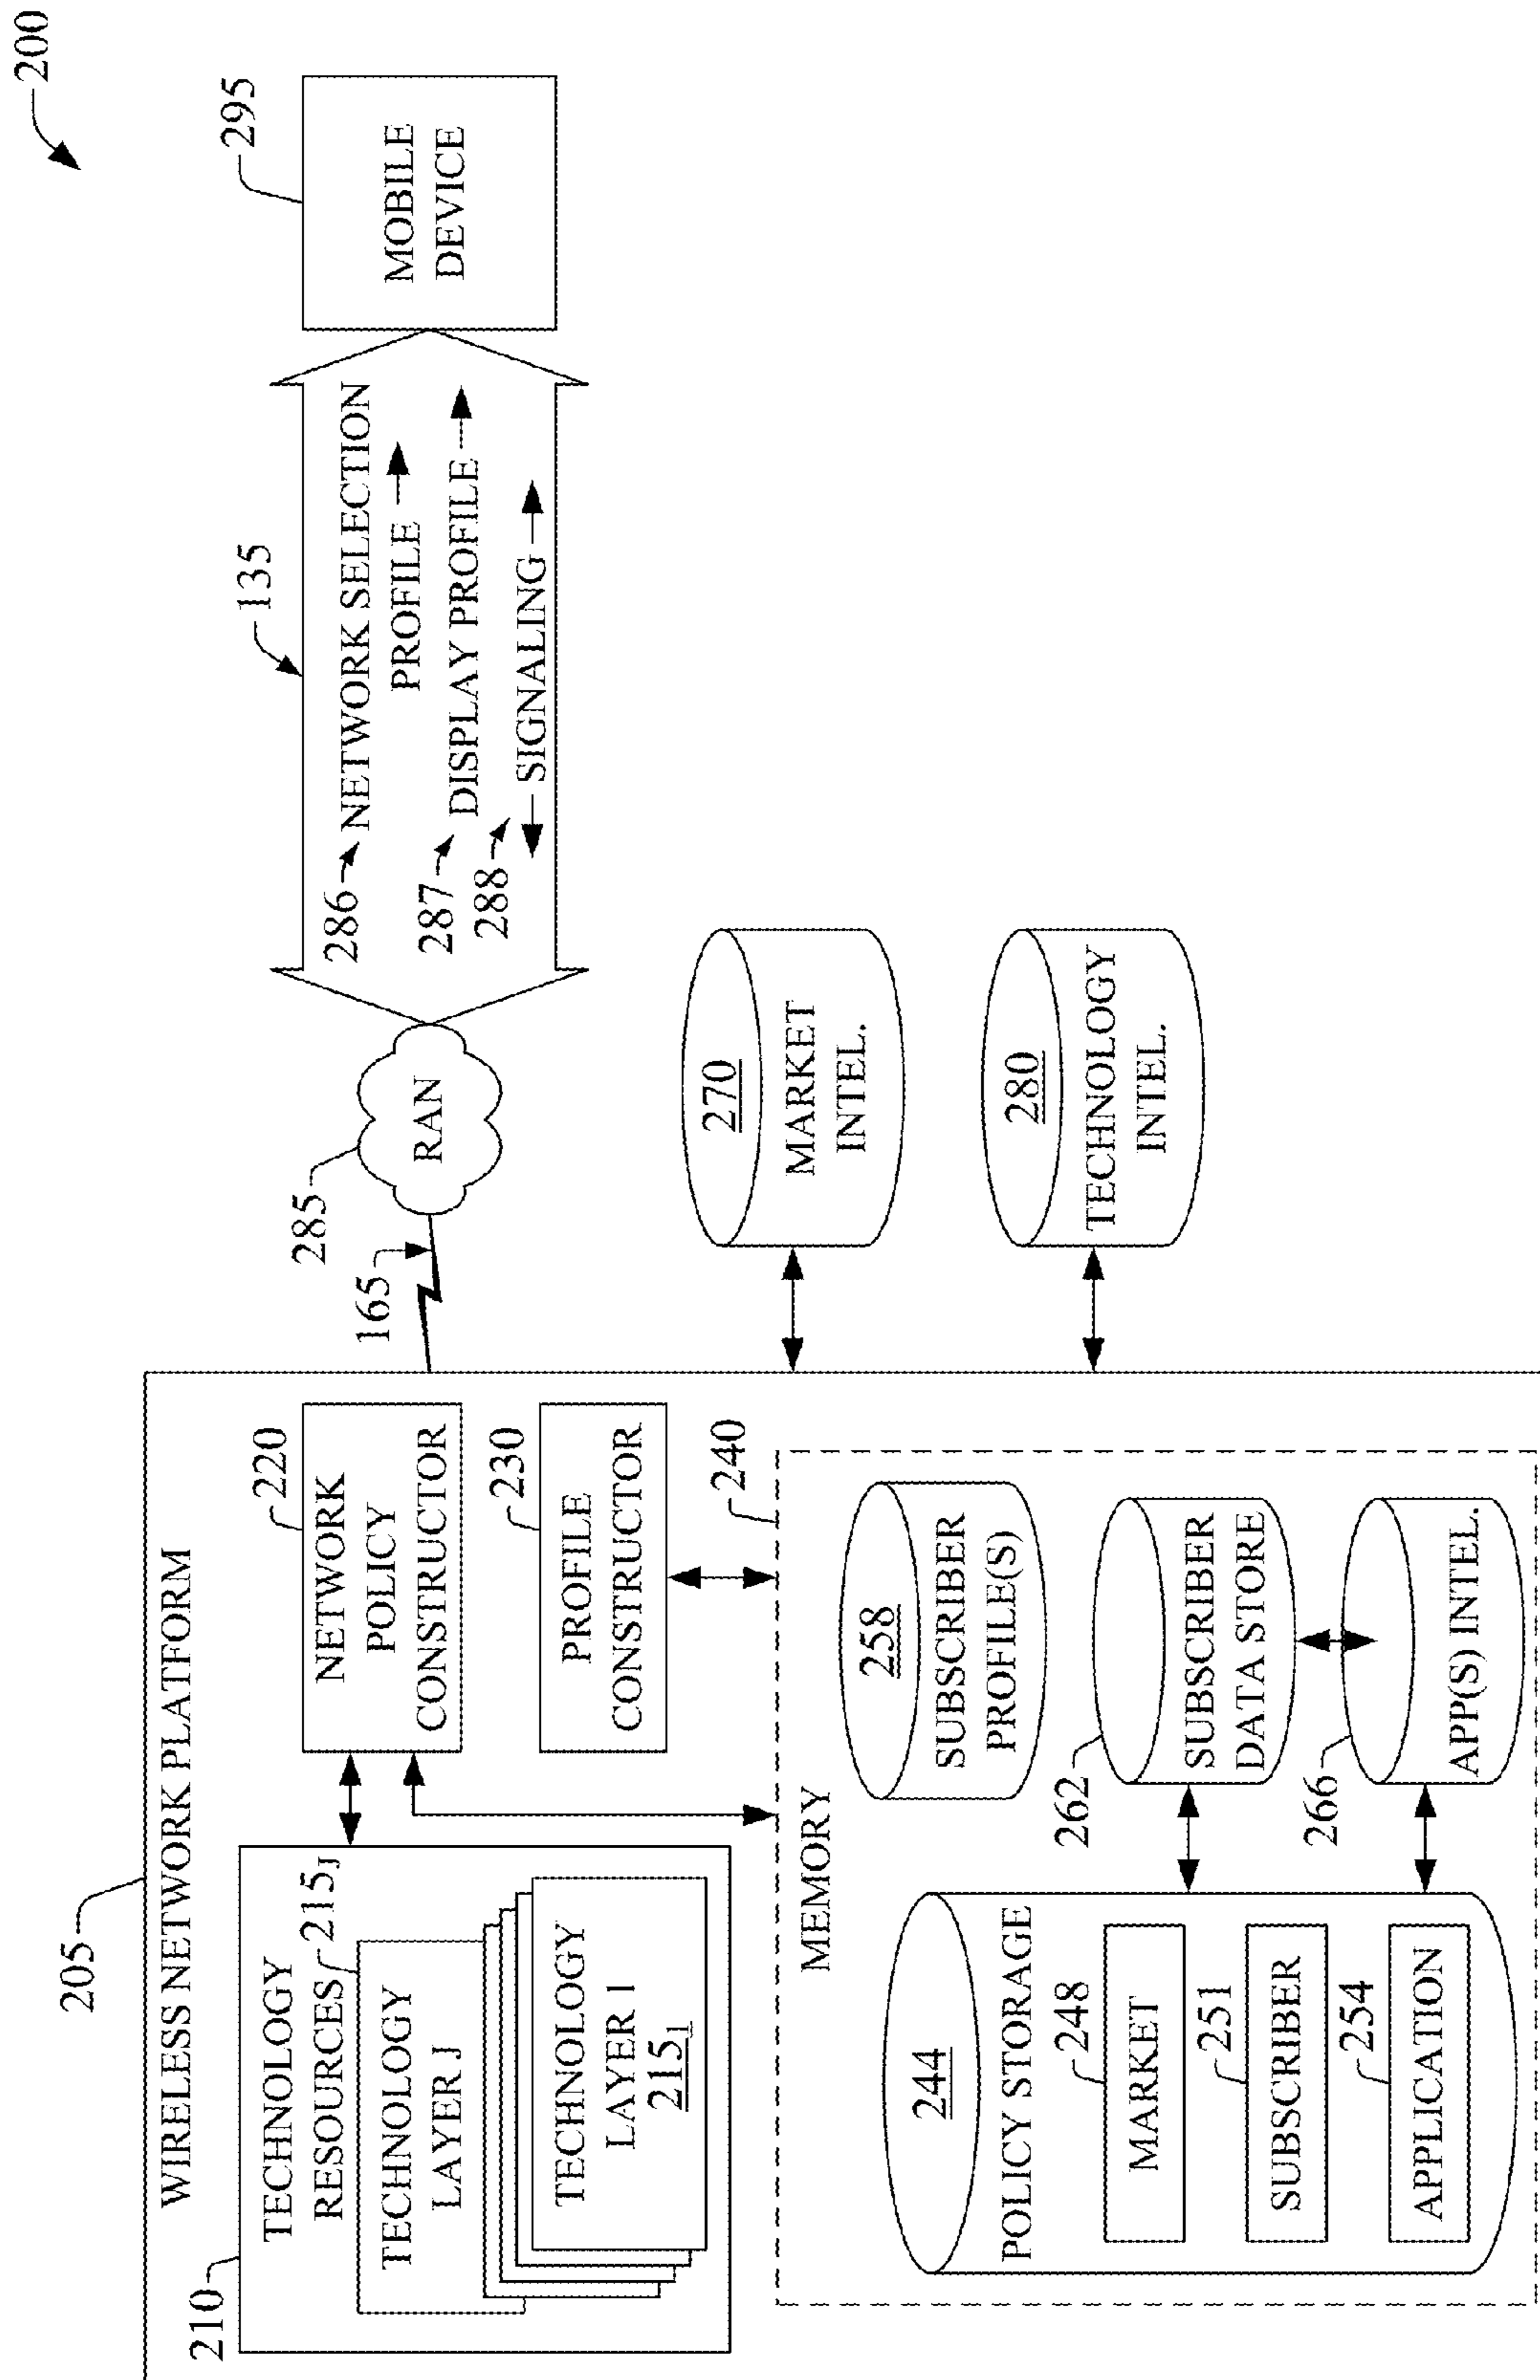 200
205
WIRELESS NETWORK PLATFORM
210
TECHNOLOGY
RESOURCES
215J
TECHNOLOGY
LAYER J
TECHNOLOGY
LAYER 1
2151
220
NETWORK
POLICY
CONSTRUCTOR
230
PROFILE
CONSTRUCTOR
240
MEMORY
244
POLICY STORAGE
248
MARKET
251
SUBSCRIBER
254
APPLICATION
258
SUBSCRIBER
PROFILE(S)
262
SUBSCRIBER
DATA STORE
266
APP(S) INTEL.
165
285
RAN
135
286
NETWORK SELECTION
PROFILE
287
DISPLAY PROFILE
288
SIGNALING
295
MOBILE
DEVICE
270
MARKET
INTEL.
280
TECHNOLOGY
INTEL.